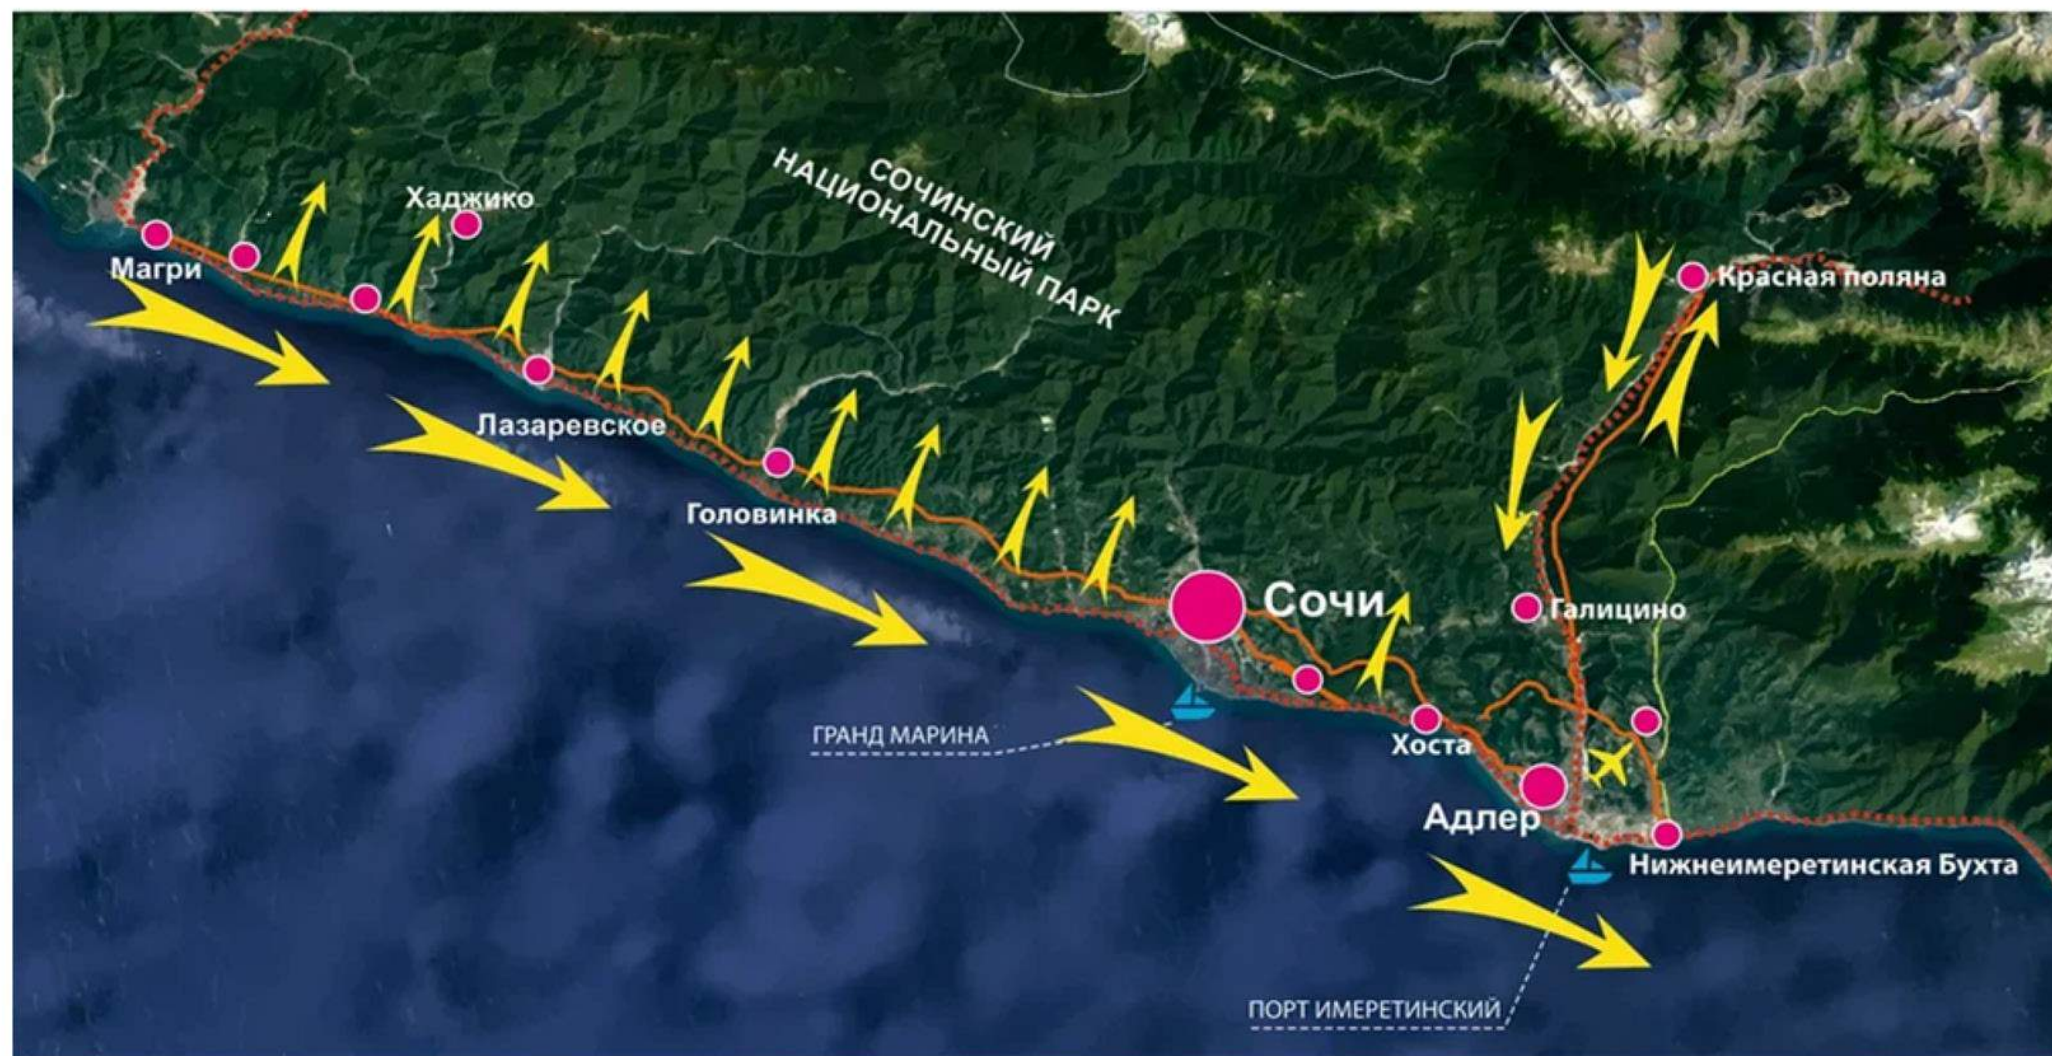 СОЧИНСКИЙ
НАЦИОНАЛЬНЫЙ ПАРК
Хаджико
Магри
Красная поляна
Лазаревское
Головинка
Сочи
Галицино
ГРАНД МАРИНА
Хоста
Адлер
Нижнеимеретинская Бухта
ПОРТ ИМЕРЕТИНСКИЙ